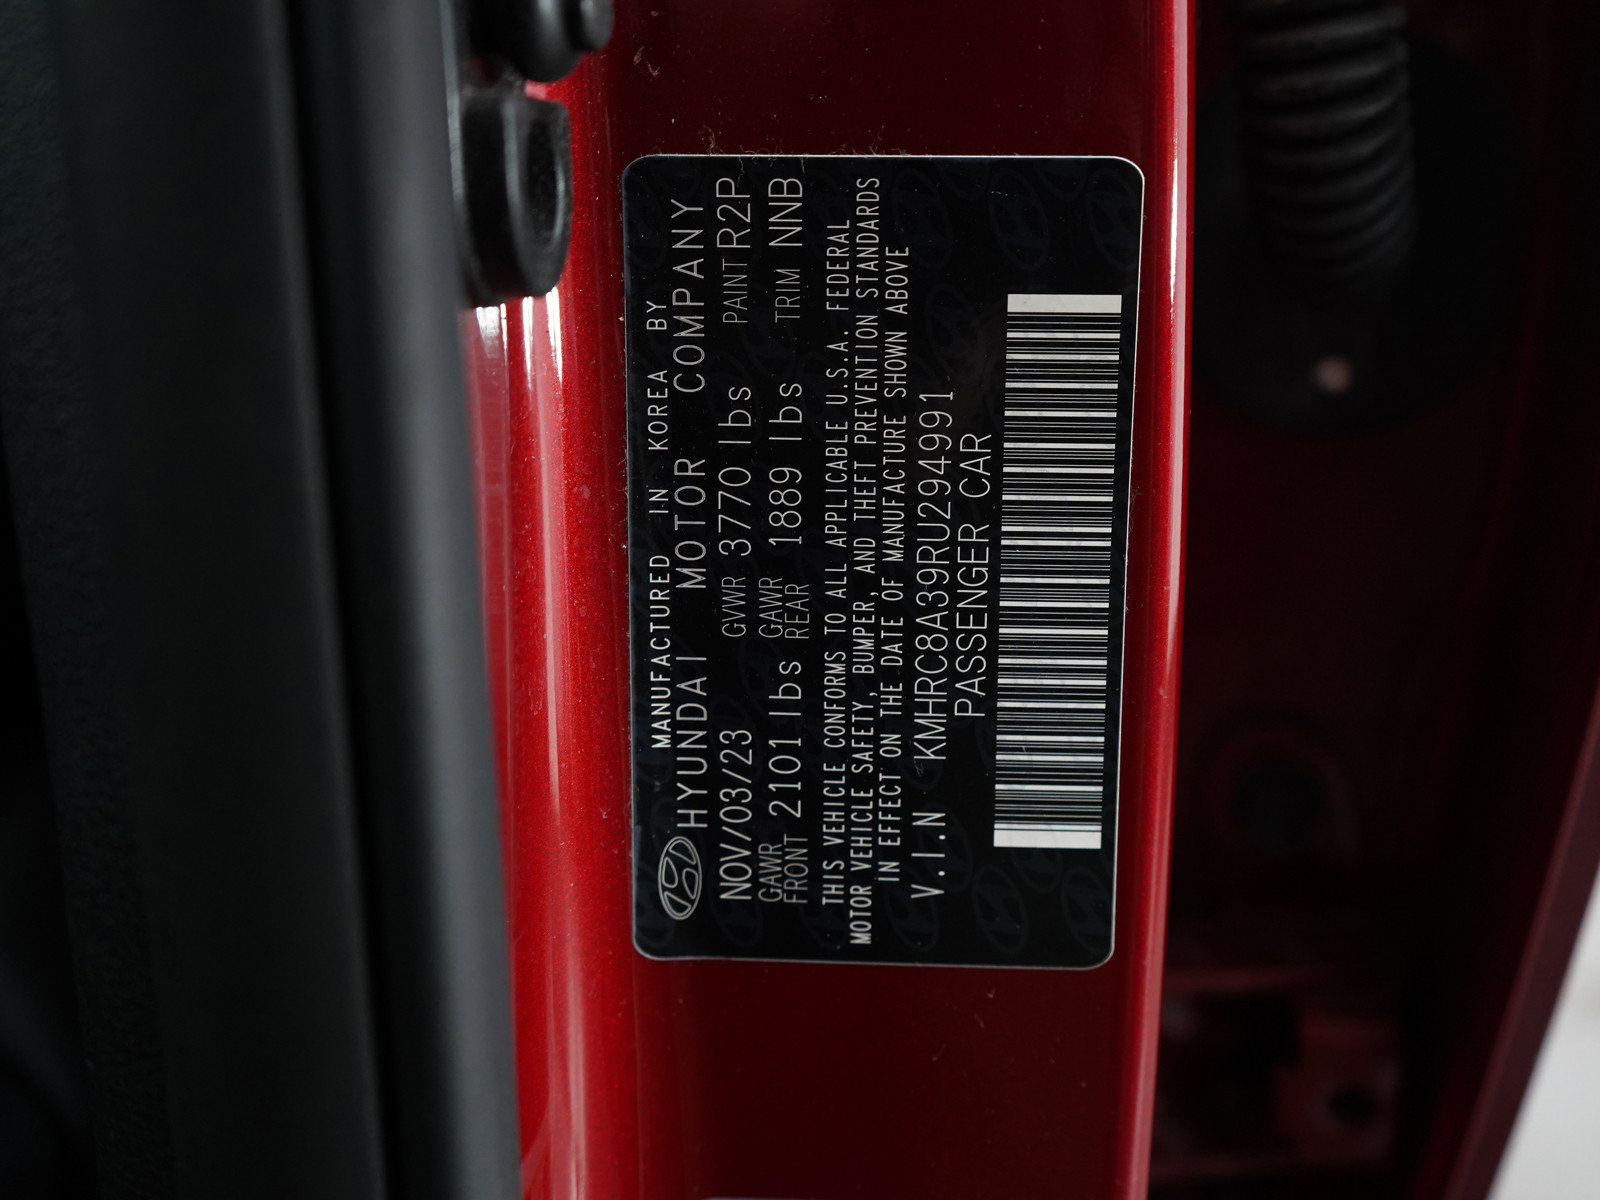 MANUFACTURED IN KOREA BY
HYUNDAI MOTOR COMPANY
NOV/03/23 GVWR 3770 lbs PAINT R2P
GAWR FRONT 2101 lbs GAWR REAR 1889 lbs TRIM NNB
THIS VEHICLE CONFORMS TO ALL APPLICABLE U.S.A. FEDERAL
MOTOR VEHICLE SAFETY, BUMPER, AND THEFT PREVENTION STANDARDS
IN EFFECT ON THE DATE OF MANUFACTURE SHOWN ABOVE
V.I.N KMHRC8A39RU294991
PASSENGER CAR